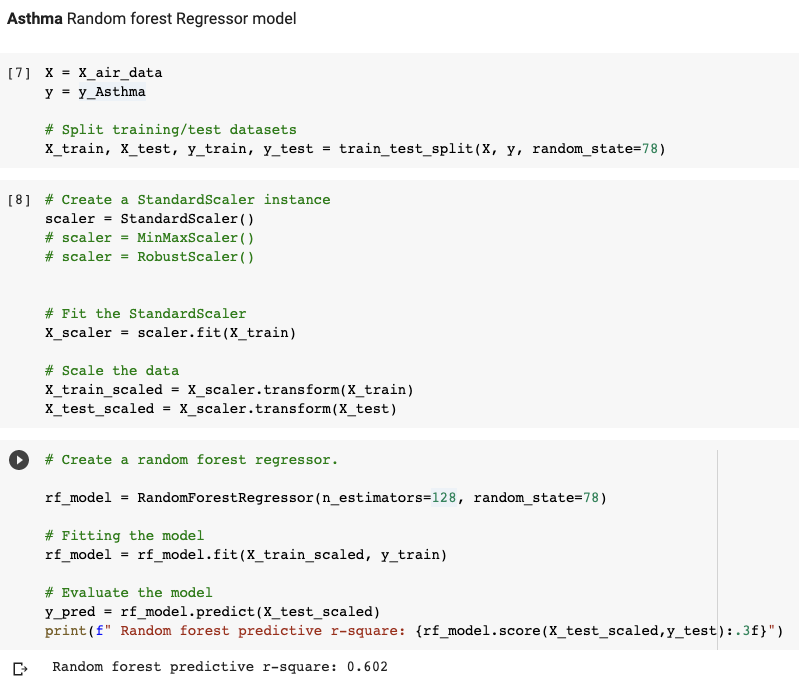 Asthma Random forest Regressor model
[7] X = X_air_data
y = y_Asthma
# Split training/test datasets
X_train, X_test, y_train, y_test = train_test_split(X, y, random_state=78)
[8] # Create a StandardScaler instance
scaler = StandardScaler()
# scaler = MinMaxScaler()
# scaler = RobustScaler()
# Fit the StandardScaler
X_scaler = scaler.fit(X_train)
# Scale the data
X_train_scaled = X_scaler.transform(X_train)
X_test_scaled = X_scaler.transform(X_test)
# Create a random forest regressor.
rf_model = RandomForestRegressor(n_estimators=128, random_state=78)
# Fitting the model
rf_model = rf_model.fit(X_train_scaled, y_train)
# Evaluate the model
y_pred = rf_model.predict(X_test_scaled)
print(f" Random forest predictive r-square: {rf_model.score(X_test_scaled,y_test):.3f}")
Random forest predictive r-square: 0.602